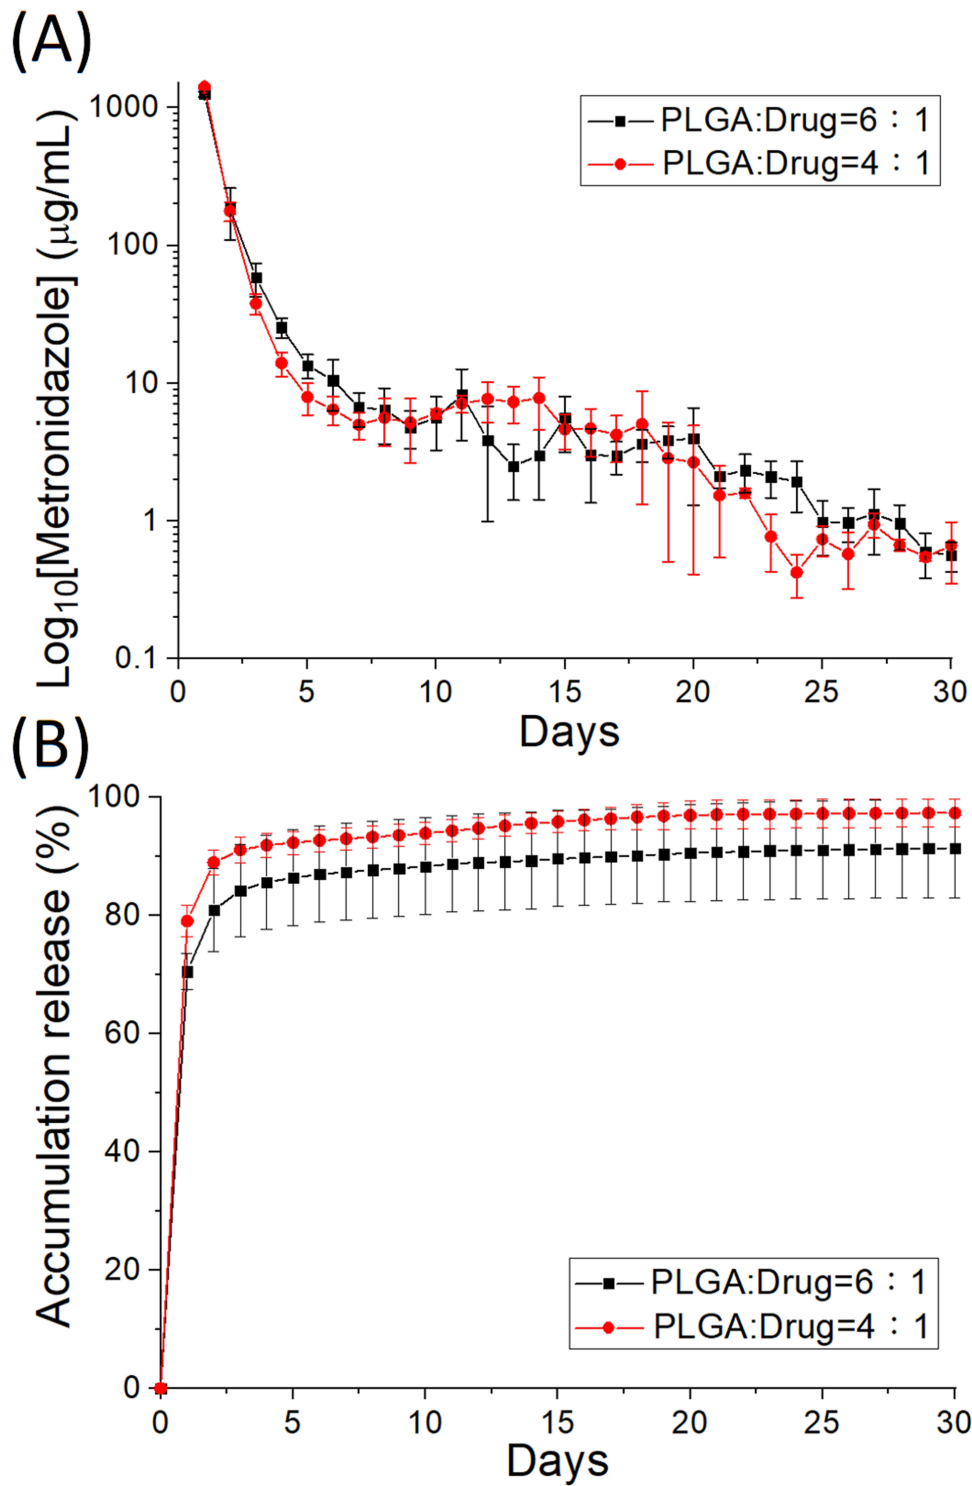 (A)
Log₁₀[Metronidazole] (μg/mL)
1000
100
10
1
0.1
PLGA:Drug=6：1
PLGA:Drug=4：1
0 5 10 15 20 25 30
Days
(B)
Accumulation release (%)
100
80
60
40
20
0
PLGA:Drug=6：1
PLGA:Drug=4：1
0 5 10 15 20 25 30
Days